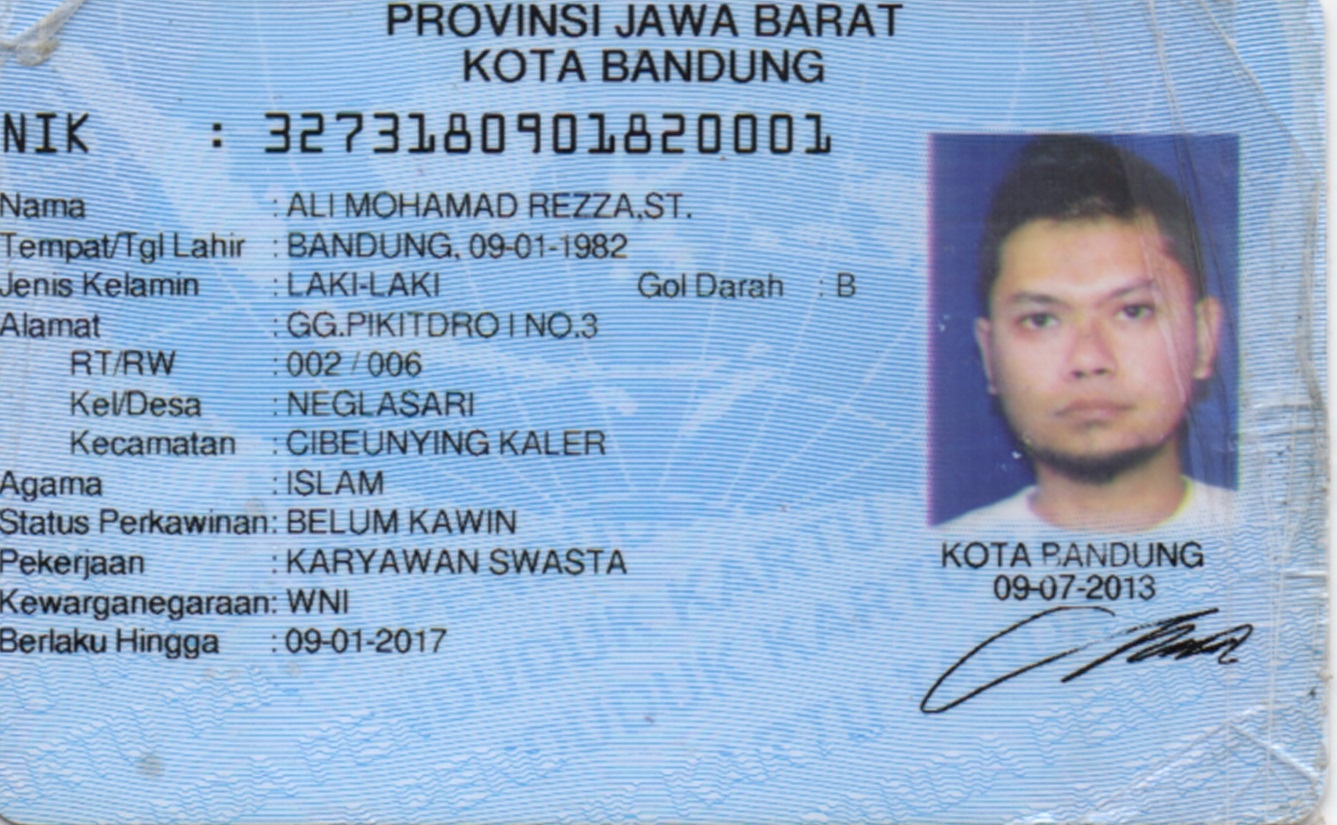 PROVINSI JAWA BARAT
KOTA BANDUNG
NIK : 3273180901820001
Nama : ALI MOHAMAD REZZA,ST.
Tempat/Tgl Lahir : BANDUNG, 09-01-1982
Jenis Kelamin : LAKI-LAKI Gol Darah : B
Alamat : GG.PIKITDRO I NO.3
RT/RW : 002 / 006
Kel/Desa : NEGLASARI
Kecamatan : CIBEUNYING KALER
Agama : ISLAM
Status Perkawinan: BELUM KAWIN
Pekerjaan : KARYAWAN SWASTA
Kewarganegaraan: WNI
Berlaku Hingga : 09-01-2017
KOTA BANDUNG
09-07-2013